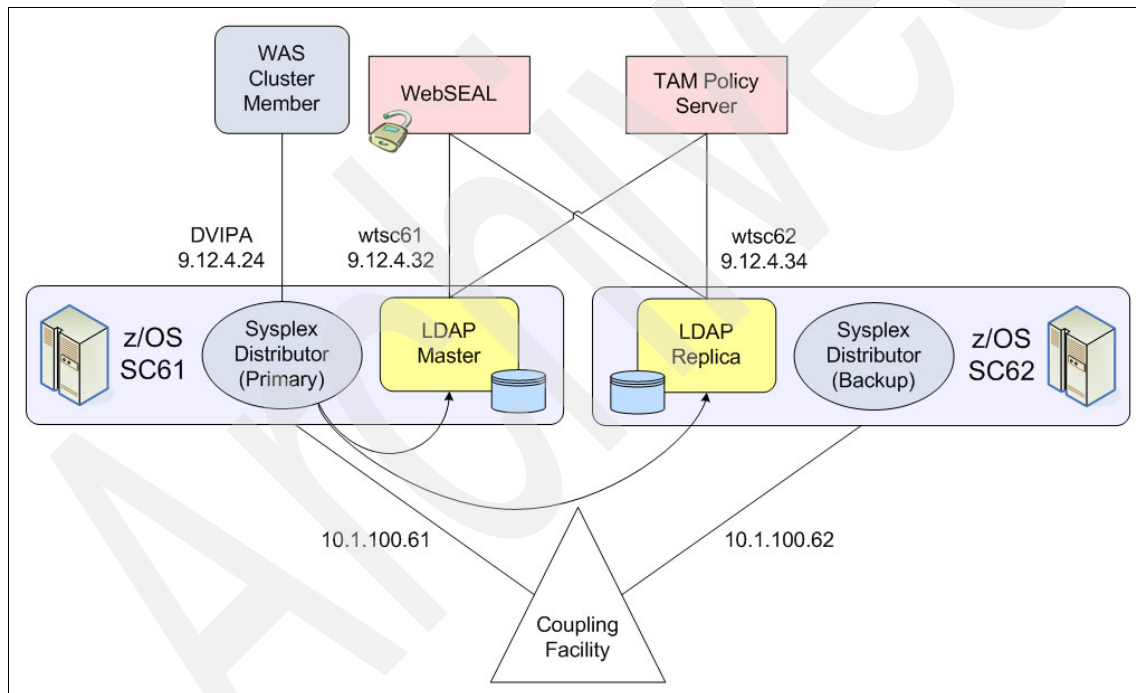 WAS
Cluster
Member
WebSEAL
TAM Policy
Server
DVIPA
9.12.4.24
wtsc61
9.12.4.32
wtsc62
9.12.4.34
z/OS
SC61
Sysplex
Distributor
(Primary)
LDAP
Master
LDAP
Replica
Sysplex
Distributor
(Backup)
z/OS
SC62
10.1.100.61
10.1.100.62
Coupling
Facility